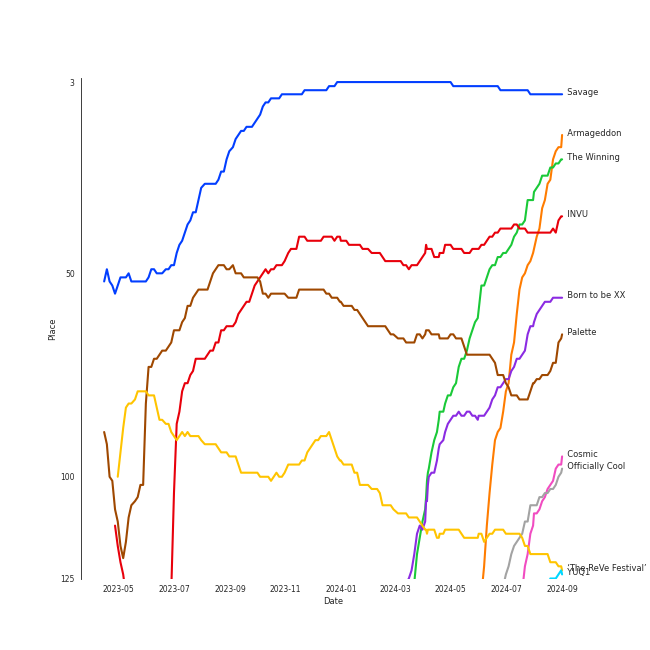 3
Savage
Armageddon
The Winning
INVU
50
Born to be XX
Place
Palette
Cosmic
Officially Cool
100
'The ReVe Festival'
YUQ1
125
2023-05 2023-07 2023-09 2023-11 2024-01 2024-03 2024-05 2024-07 2024-09
Date